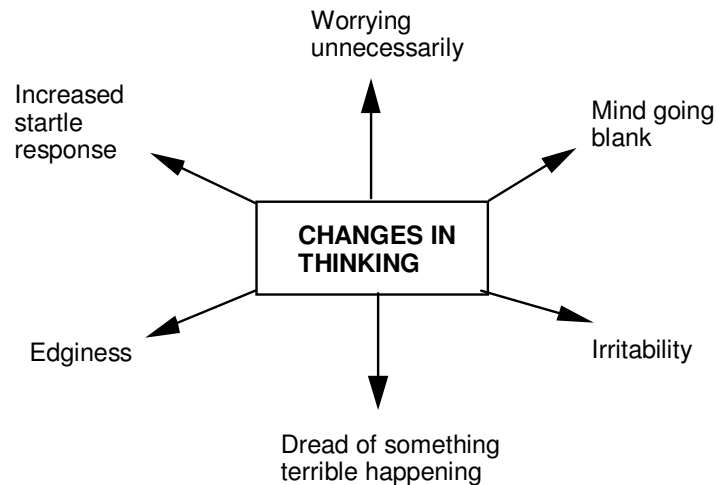 Worrying
unnecessarily
Increased
startle
response
Mind going
blank
CHANGES IN
THINKING
Edginess
Irritability
Dread of something
terrible happening